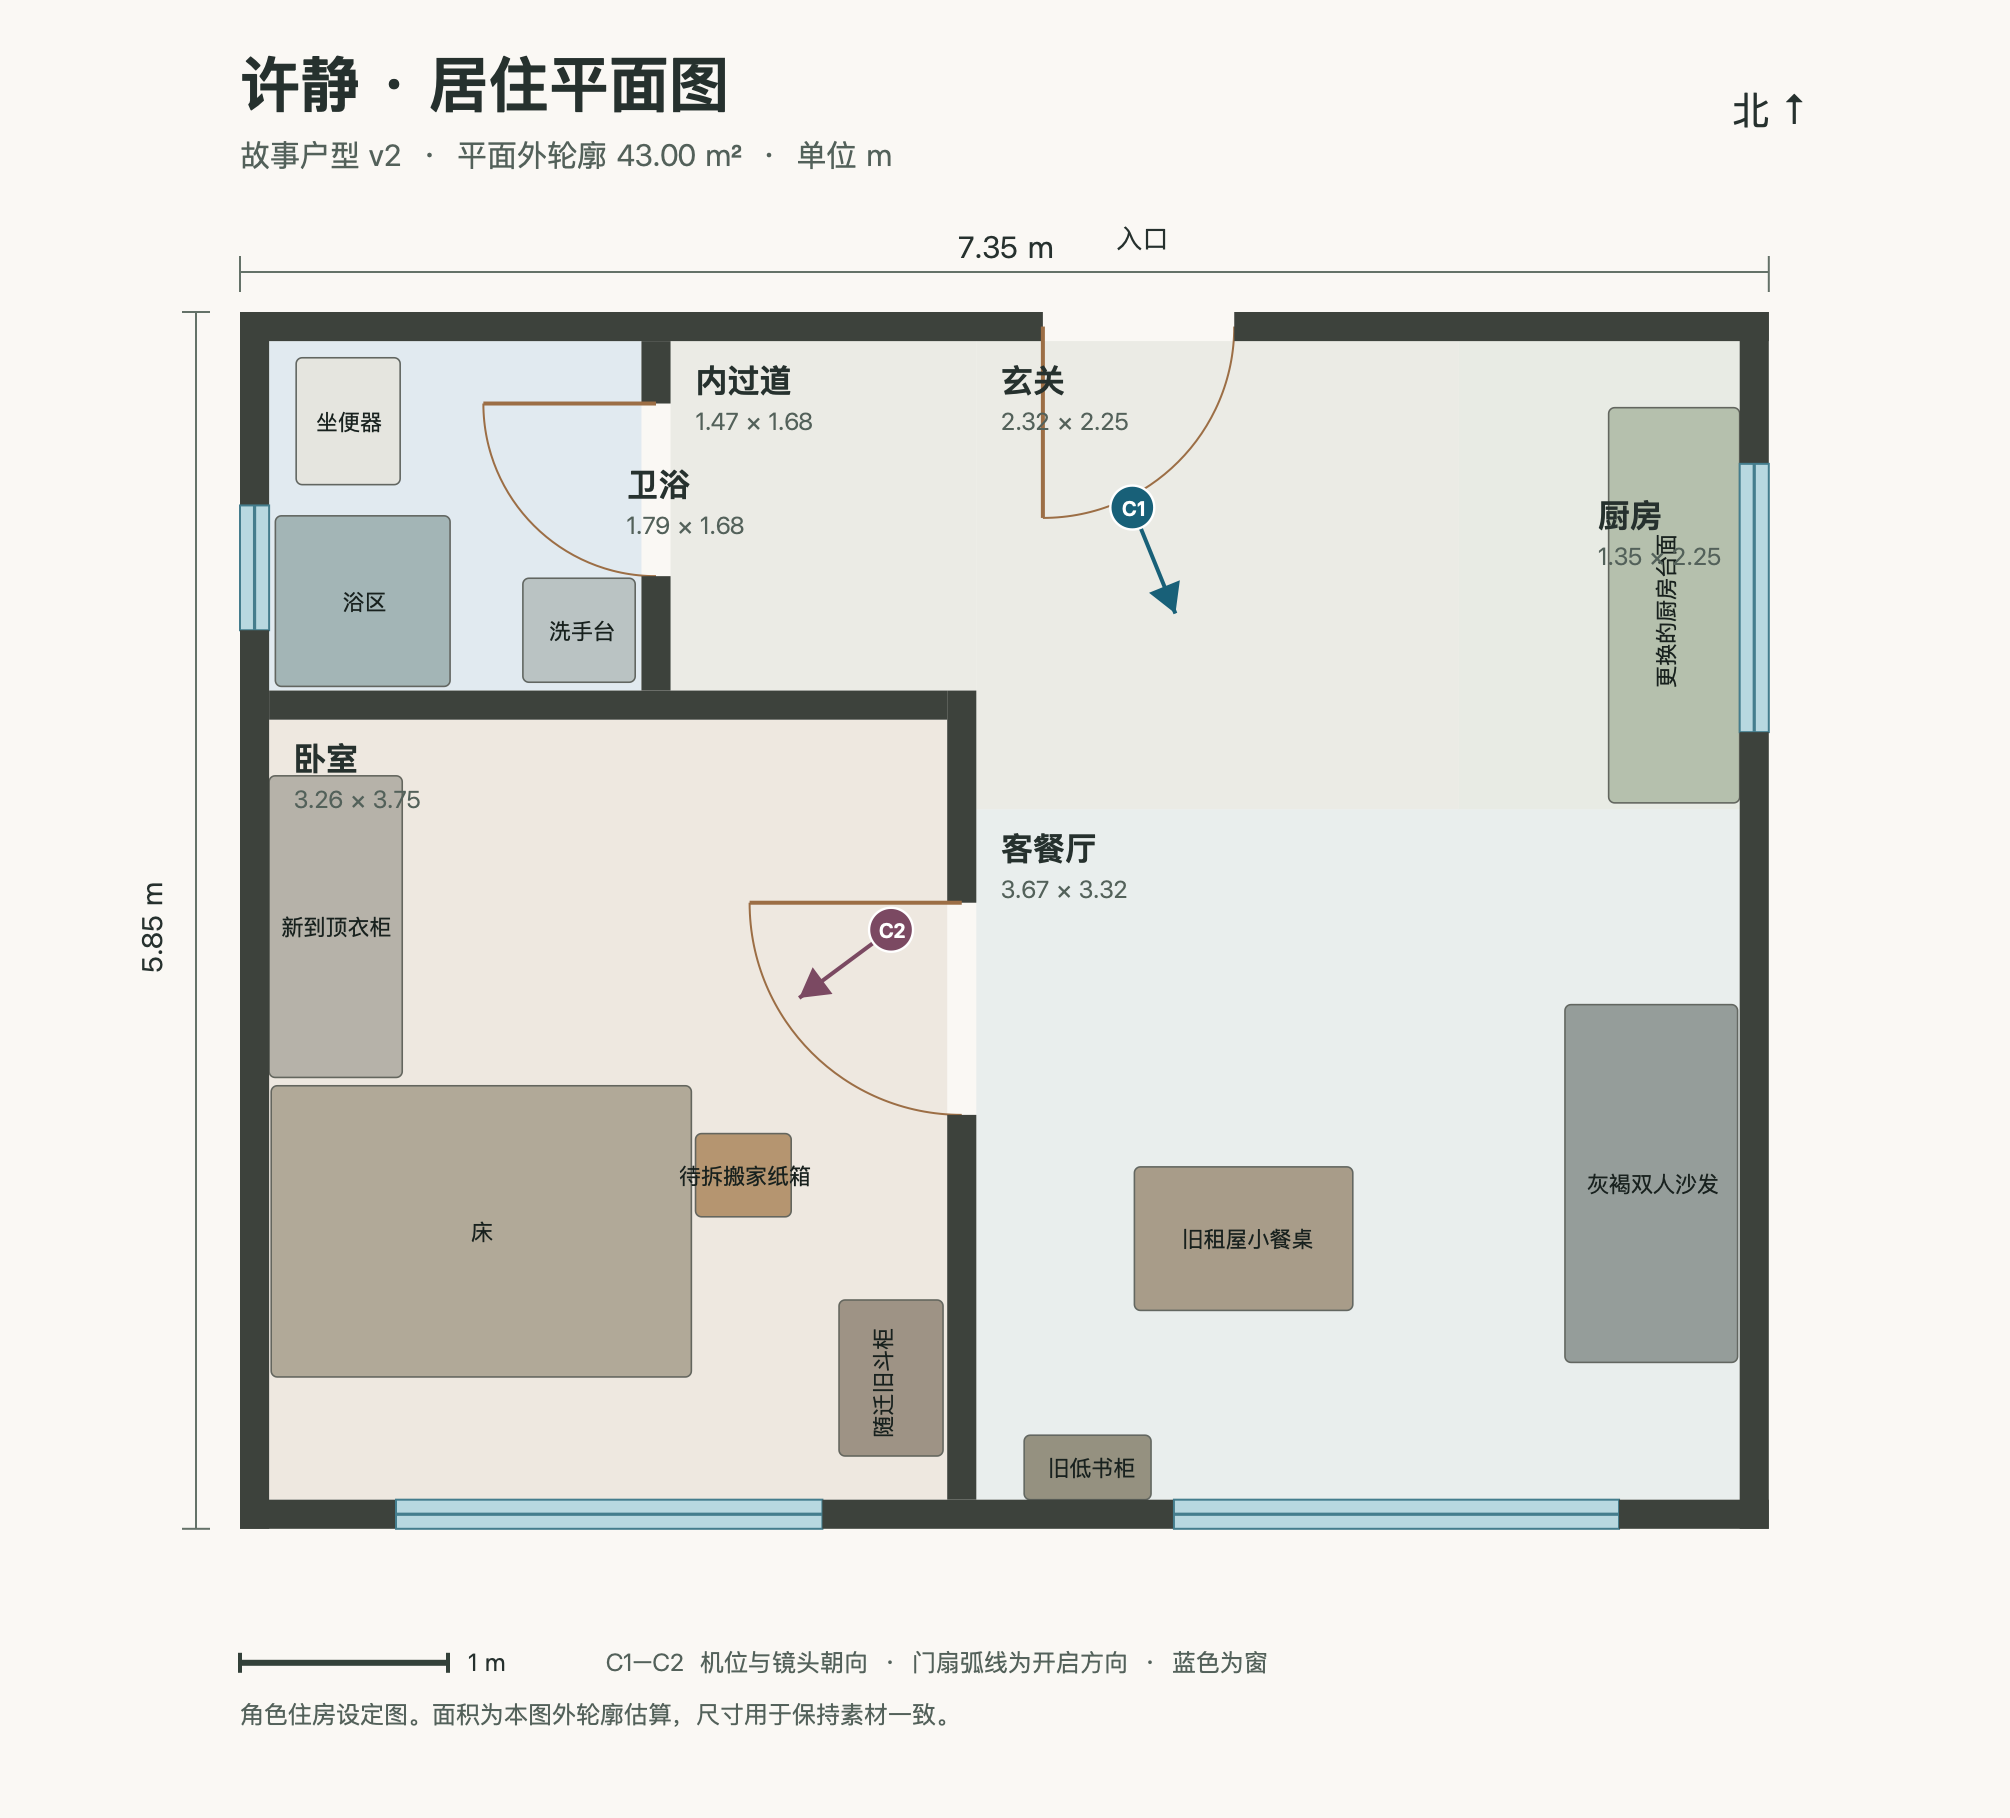 许静 · 居住平面图
北 ↑
故事户型 v2 · 平面外轮廓 43.00 m² · 单位 m
7.35 m
入口
5.85 m
坐便器
浴区
洗手台
卫浴
1.79 × 1.68
内过道
1.47 × 1.68
玄关
2.32 × 2.25
C1
厨房
1.35 × 2.25
更换的厨房台面
卧室
3.26 × 3.75
新到顶衣柜
C2
床
待拆搬家纸箱
随迁旧斗柜
客餐厅
3.67 × 3.32
旧租屋小餐桌
灰褐双人沙发
旧低书柜
1 m
C1—C2 机位与镜头朝向 · 门扇弧线为开启方向 · 蓝色为窗
角色住房设定图。面积为本图外轮廓估算，尺寸用于保持素材一致。